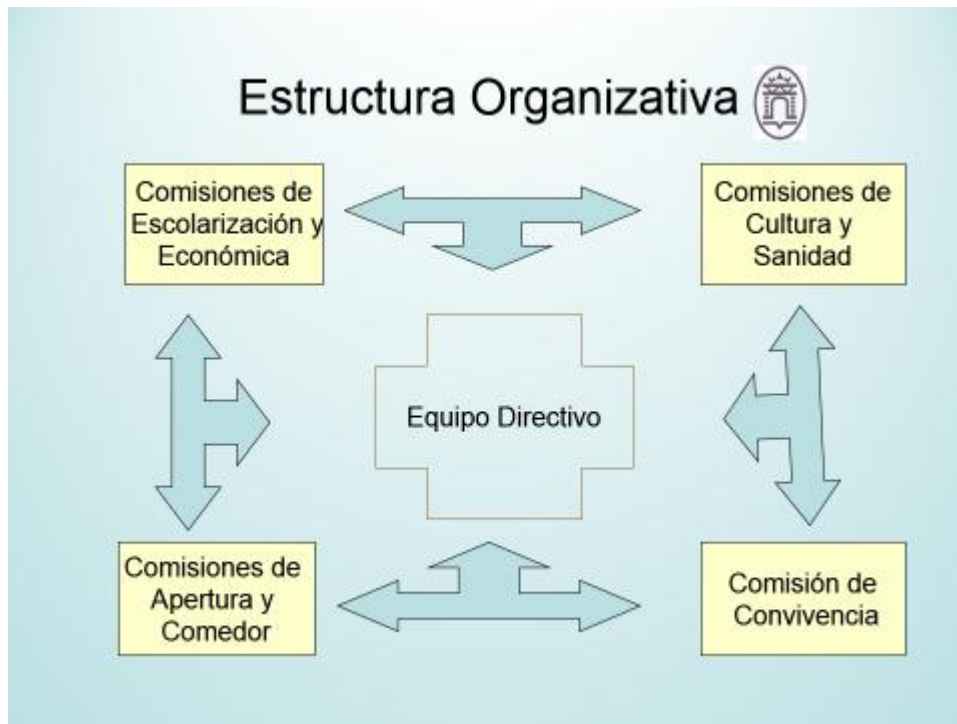 Estructura Organizativa
Comisiones de
Escolarización y
Económica
Comisiones de
Cultura y
Sanidad
Equipo Directivo
Comisiones de
Apertura y
Comedor
Comisión de
Convivencia